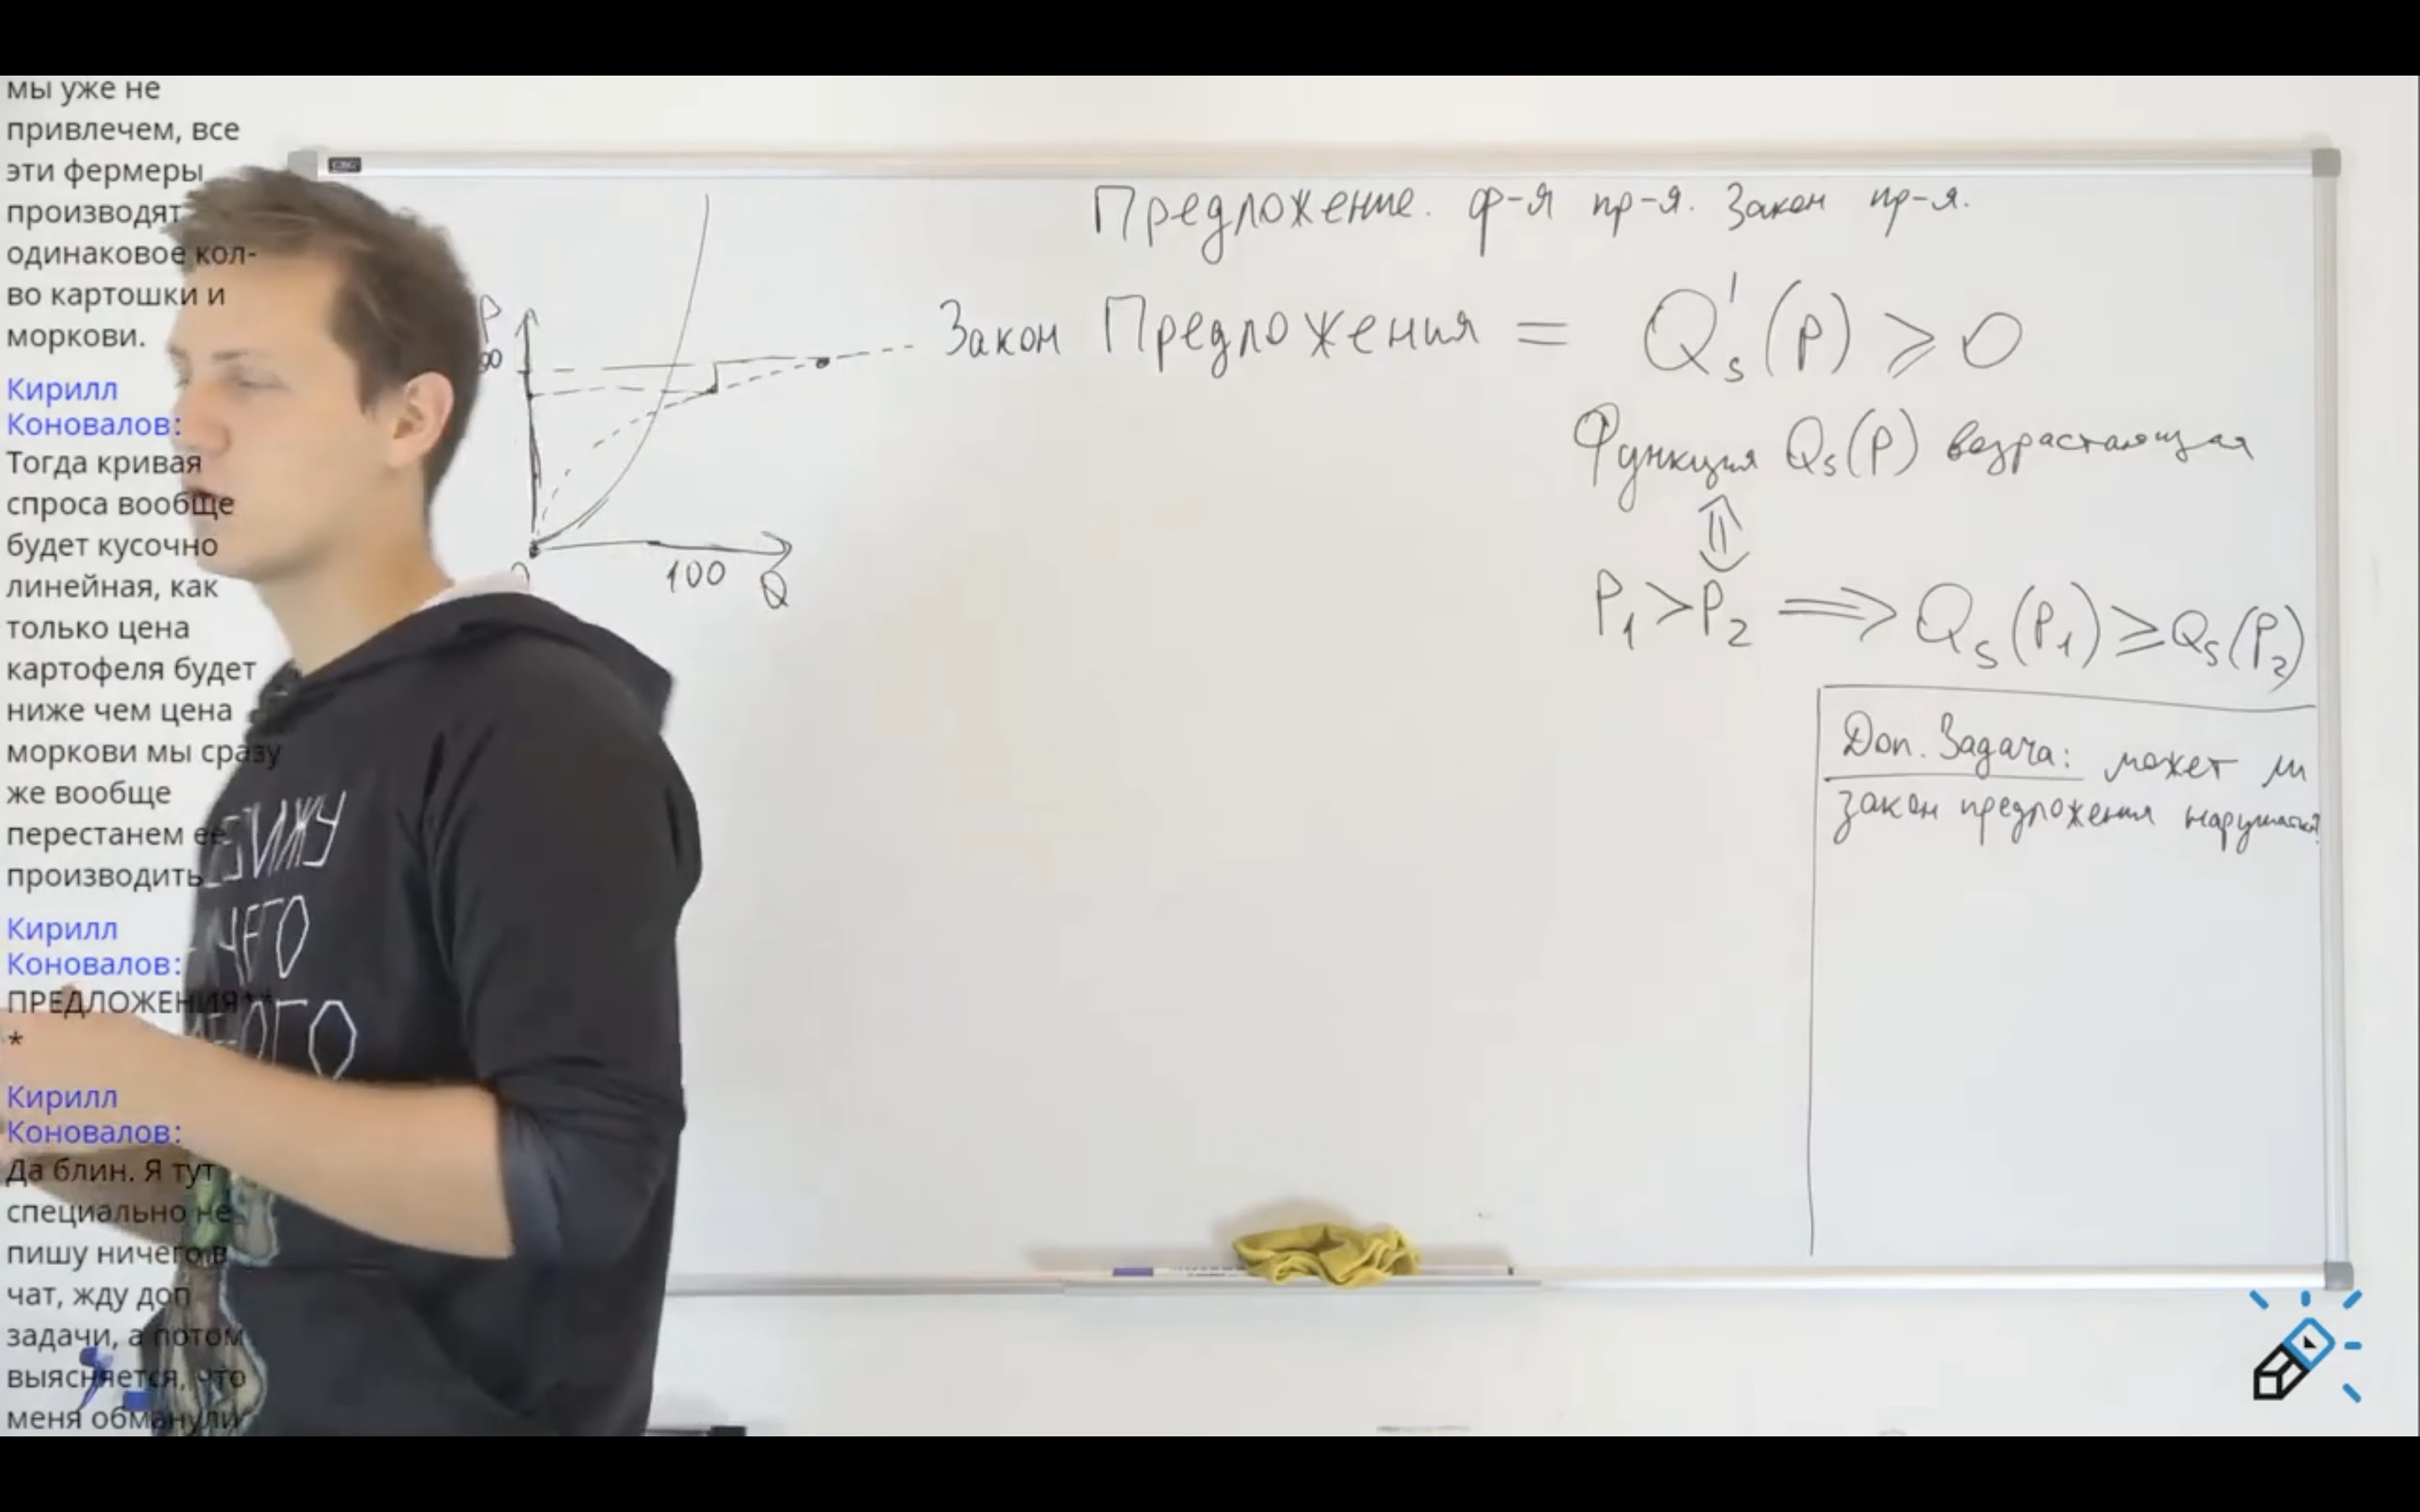 мы уже не
привлечем, все
эти фермеры
производят
одинаковое кол-
во картошки и
моркови.
Кирилл
Коновалов:
Тогда кривая
спроса вообще
будет кусочно
линейная, как
только цена
картофеля будет
ниже чем цена
моркови мы сразу
же вообще
перестанем её
производить
Кирилл
Коновалов:
ПРЕДЛОЖЕНИЯ**
*
Кирилл
Коновалов:
Да блин. Я тут
специально не
пишу ничего в
чат, жду доп
задачи, а потом
выясняется, что
меня обманули
P
100
Q
Предложение. ф-я пр-я. Закон пр-я.
Закон Предложения = Q's(P) ⩾ 0
Функция Qs(P) возрастающая
⇕
P1 > P2 ⟹ Qs(P1) ⩾ Qs(P2)
Доп. Задача: может ли
закон предложения нарушаться?